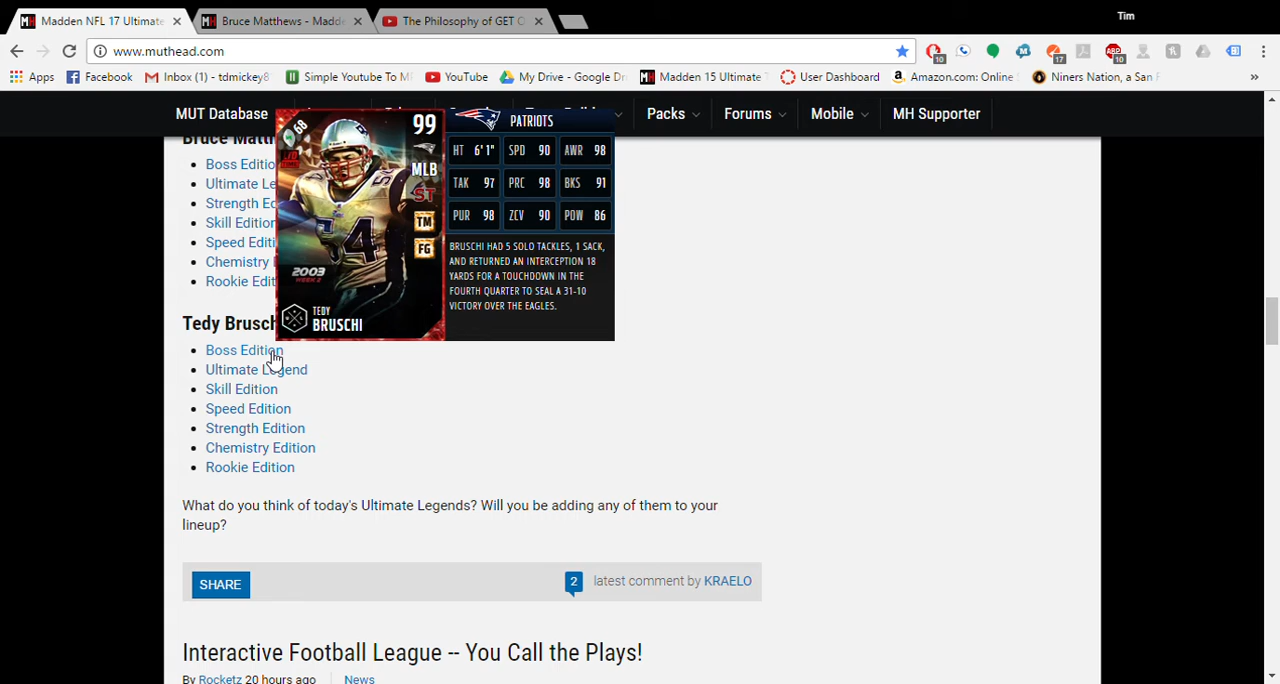 Tim
Madden NFL 17 Ultimat
Bruce Matthews - Madd
The Philosophy of GET
www.muthead.com
Apps
Facebook
Inbox (1) - tdmickey8
Simple Youtube To M
YouTube
My Drive - Google Dr
Madden 15 Ultimate
User Dashboard
Amazon.com: Online
Niners Nation, a San F
»
MUT Database
Packs
Forums
Mobile
MH Supporter
Bruce Matt
Boss Editio
Ultimate Le
Strength Ed
Skill Edition
Speed Editi
Chemistry
Rookie Edit
68
99
MLB
ST
TM
FG
54
2003
WEEK 2
TEDY
BRUSCHI
PATRIOTS
HT 6'1" SPD 90 AWR 98
TAK 97 PRC 98 BKS 91
PUR 98 ZCV 90 POW 86
BRUSCHI HAD 5 SOLO TACKLES, 1 SACK,
AND RETURNED AN INTERCEPTION 18
YARDS FOR A TOUCHDOWN IN THE
FOURTH QUARTER TO SEAL A 31-10
VICTORY OVER THE EAGLES.
Tedy Brusch
Boss Edition
Ultimate Legend
Skill Edition
Speed Edition
Strength Edition
Chemistry Edition
Rookie Edition
What do you think of today's Ultimate Legends? Will you be adding any of them to your
lineup?
SHARE
2
latest comment by KRAELO
Interactive Football League -- You Call the Plays!
By Rocketz 20 hours ago
News